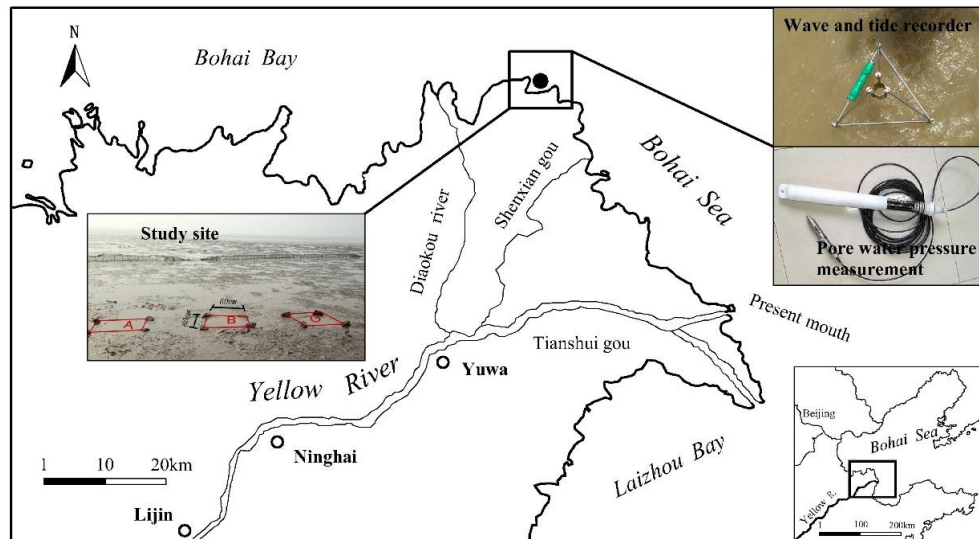 N
Bohai Bay
Wave and tide recorder
Bohai Sea
Shenxian gou
Diaokou river
Pore water pressure
measurement
Study site
60cm
60cm
A
B
C
Present mouth
Tianshui gou
Yuwa
Yellow River
Ninghai
Laizhou Bay
Lijin
1 10 20km
Beijing
Bohai Sea
Yellow R.
1 100 200km